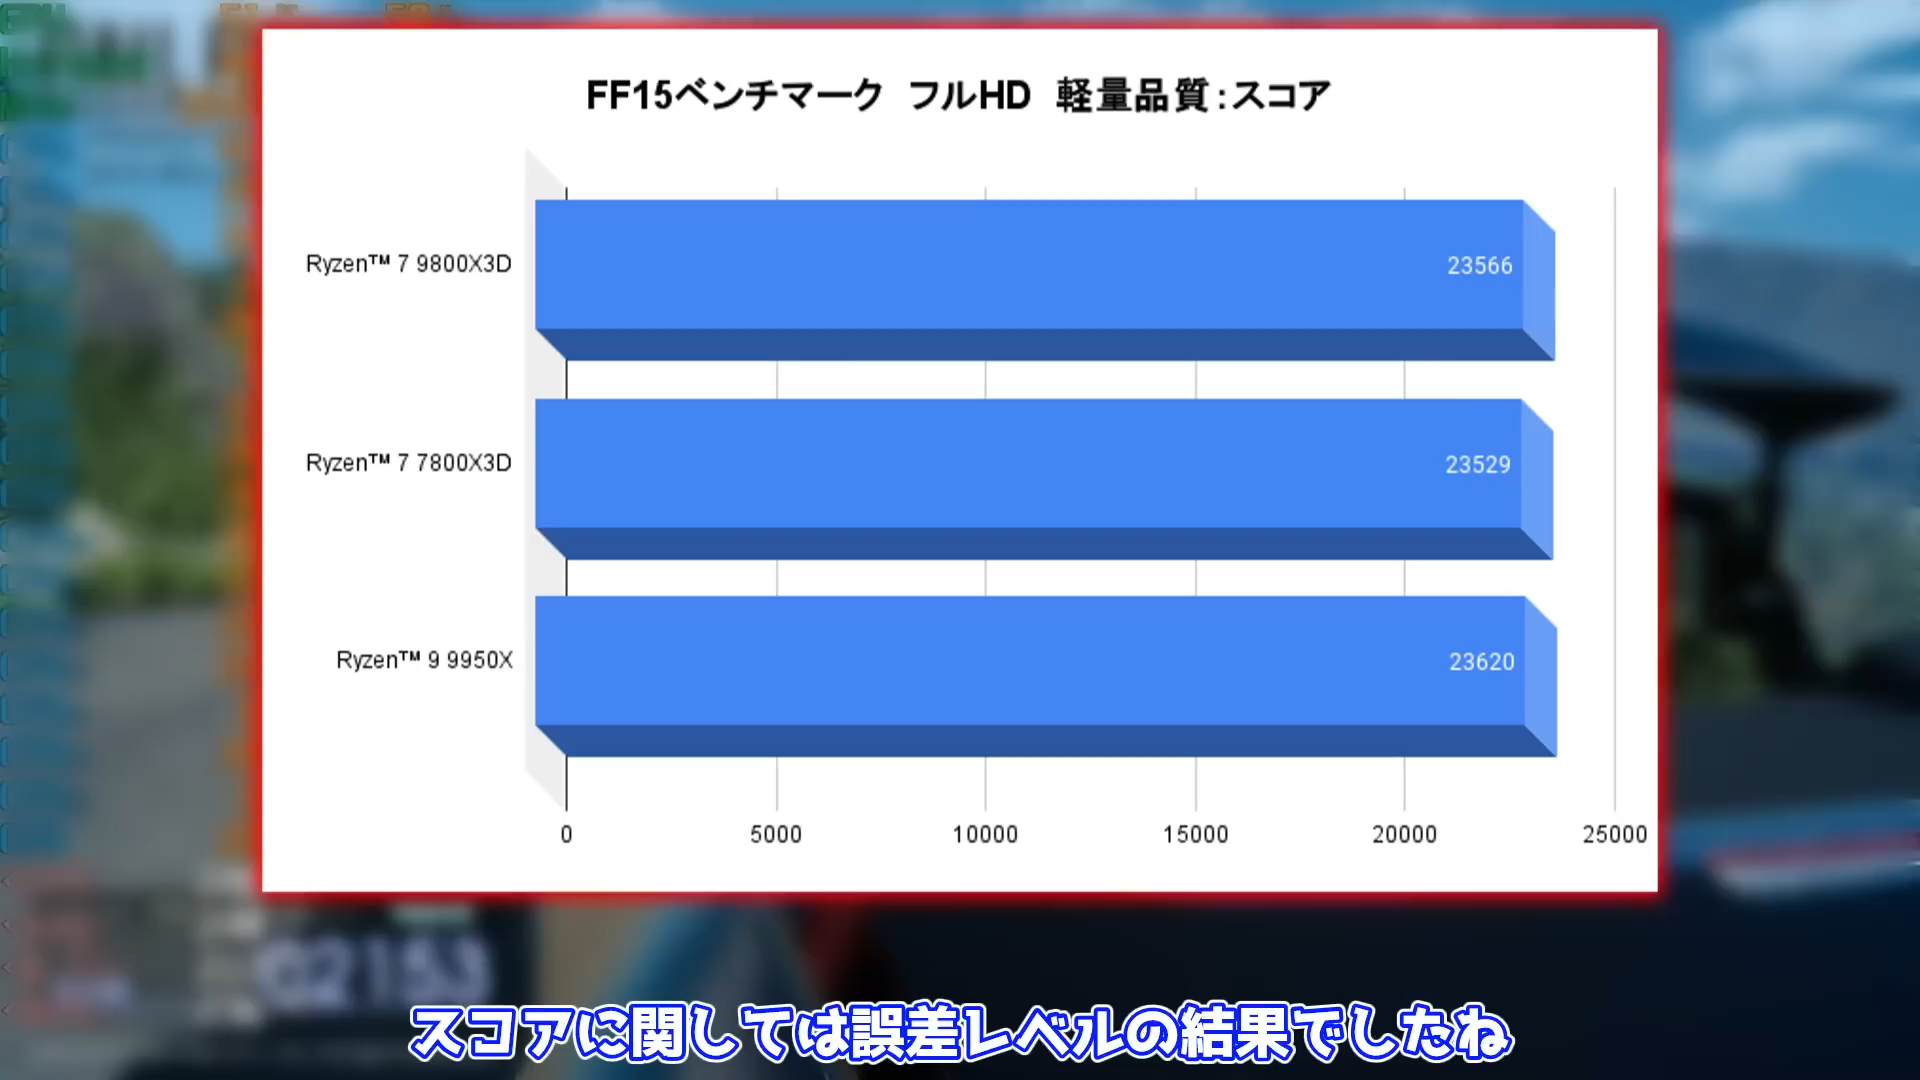 FF15ベンチマーク　フルHD　軽量品質：スコア
Ryzen™ 7 9800X3D
23566
Ryzen™ 7 7800X3D
23529
Ryzen™ 9 9950X
23620
0 5000 10000 15000 20000 25000
02153
スコアに関しては誤差レベルの結果でしたね